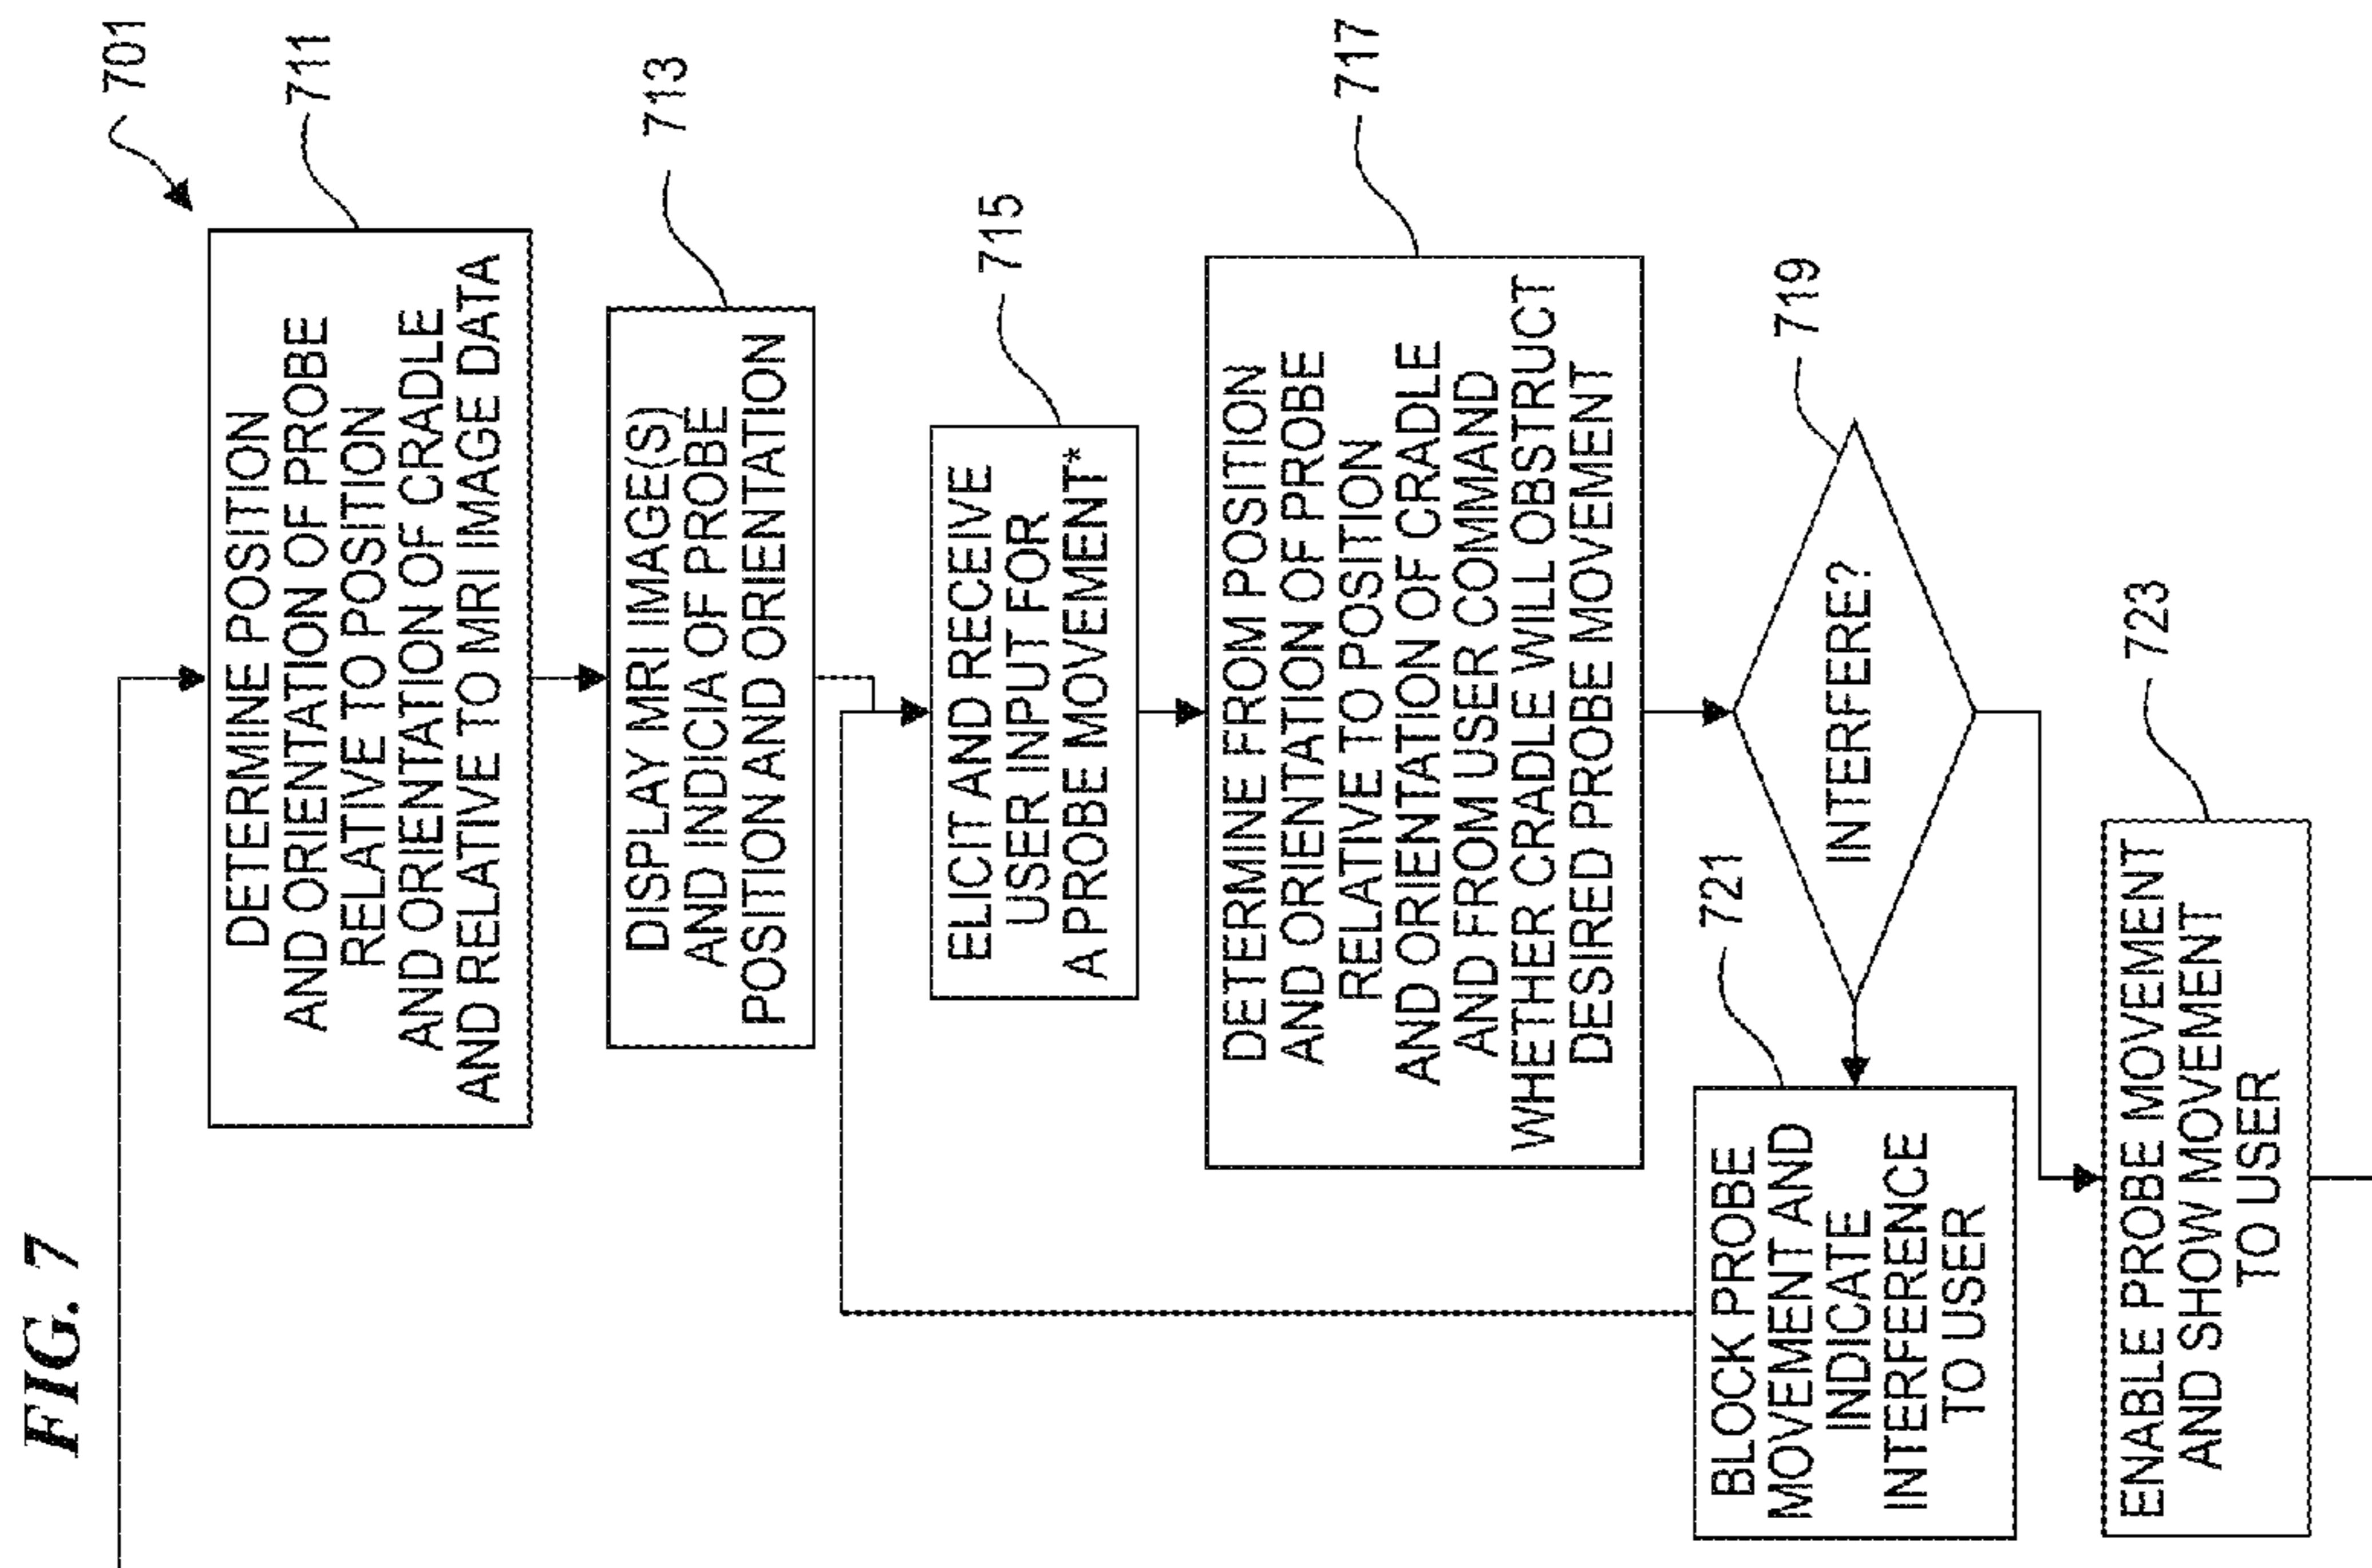 FIG. 7
701
DETERMINE POSITION
AND ORIENTATION OF PROBE
RELATIVE TO POSITION
AND ORIENTATION OF CRADLE
AND RELATIVE TO MRI IMAGE DATA
711
DISPLAY MRI IMAGE(S)
AND INDICIA OF PROBE
POSITION AND ORIENTATION
713
ELICIT AND RECEIVE
USER INPUT FOR
A PROBE MOVEMENT*
715
DETERMINE FROM POSITION
AND ORIENTATION OF PROBE
RELATIVE TO POSITION
AND ORIENTATION OF CRADLE
AND FROM USER COMMAND
WHETHER CRADLE WILL OBSTRUCT
DESIRED PROBE MOVEMENT
717
INTERFERE?
719
BLOCK PROBE
MOVEMENT AND
INDICATE
INTERFERENCE
TO USER
721
ENABLE PROBE MOVEMENT
AND SHOW MOVEMENT
TO USER
723